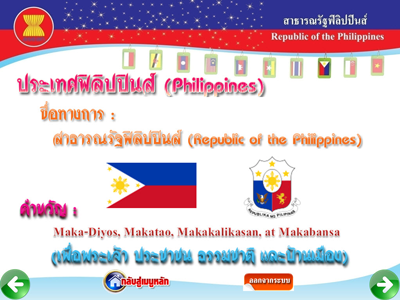 สาธารณรัฐฟิลิปปินส์
Republic of the Philippines
ประเทศฟิลิปปินส์ (Philippines)
ชื่อทางการ :
สาธารณรัฐฟิลิปปินส์ (Republic of the Philippines)
REPUBLIKA NG PILIPINAS
คำขวัญ :
Maka-Diyos, Makatao, Makakalikasan, at Makabansa
(เพื่อพระเจ้า ประชาชน ธรรมชาติ และบ้านเมือง)
กลับสู่เมนูหลัก
ออกจากระบบ